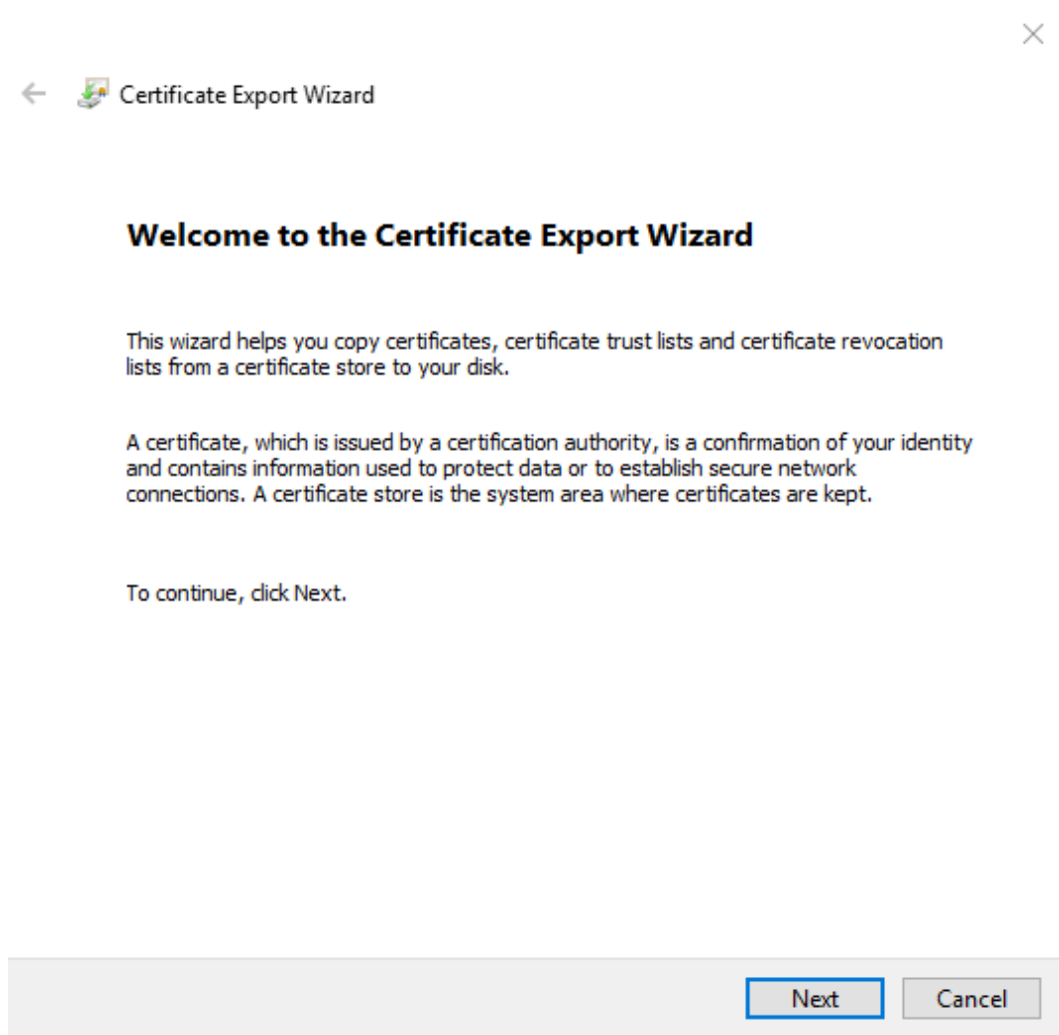 Certificate Export Wizard
Welcome to the Certificate Export Wizard
This wizard helps you copy certificates, certificate trust lists and certificate revocation
lists from a certificate store to your disk.
A certificate, which is issued by a certification authority, is a confirmation of your identity
and contains information used to protect data or to establish secure network
connections. A certificate store is the system area where certificates are kept.
To continue, click Next.
Next
Cancel